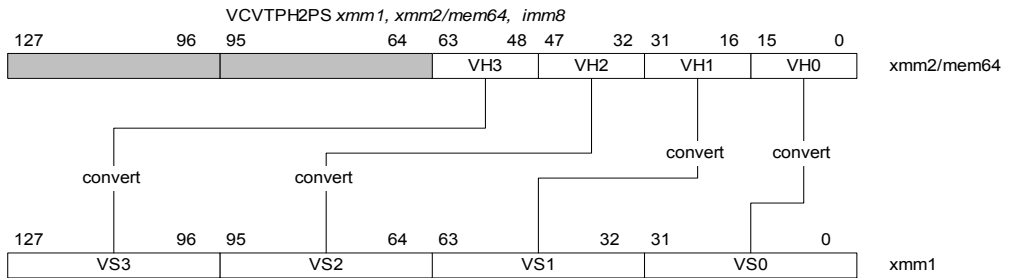 VCVTPH2PS xmm1, xmm2/mem64, imm8
127 96 95 64 63 48 47 32 31 16 15 0
VH3 VH2 VH1 VH0 xmm2/mem64
convert convert
convert convert
127 96 95 64 63 32 31 0
VS3 VS2 VS1 VS0 xmm1